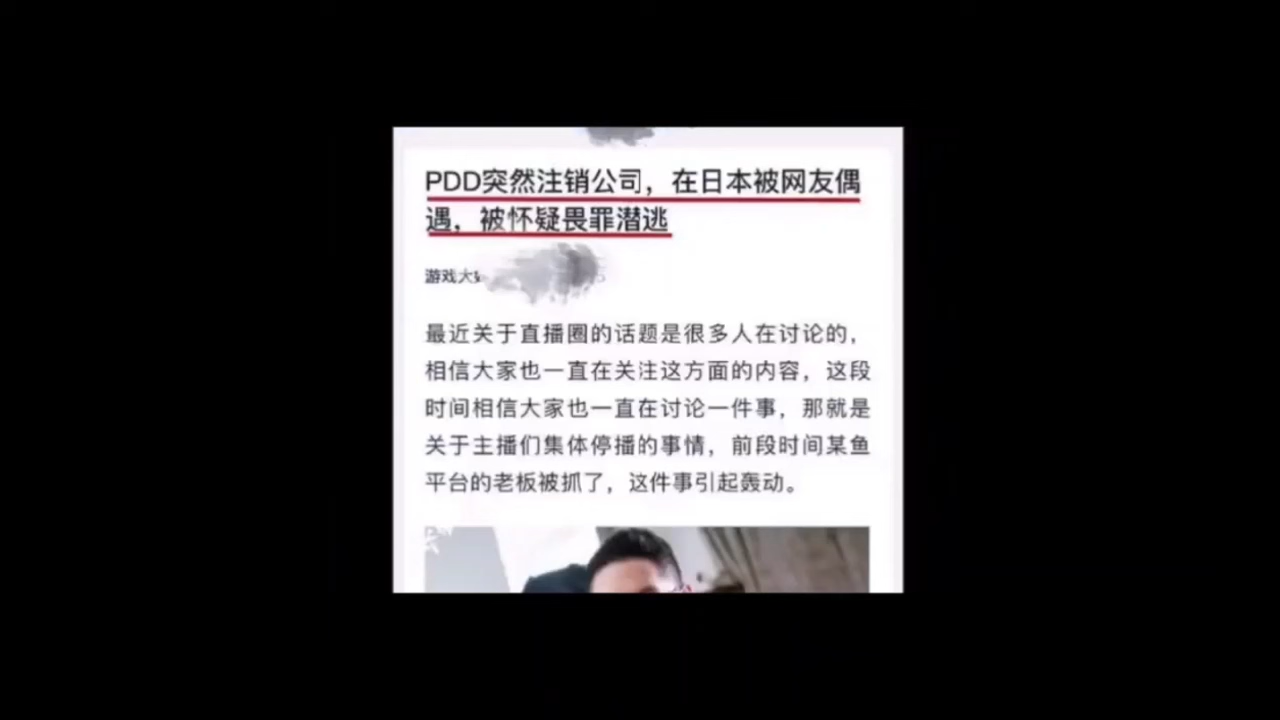 PDD突然注销公司，在日本被网友偶
遇，被怀疑畏罪潜逃
游戏大
最近关于直播圈的话题是很多人在讨论的，
相信大家也一直在关注这方面的内容，这段
时间相信大家也一直在讨论一件事，那就是
关于主播们集体停播的事情，前段时间某鱼
平台的老板被抓了，这件事引起轰动。